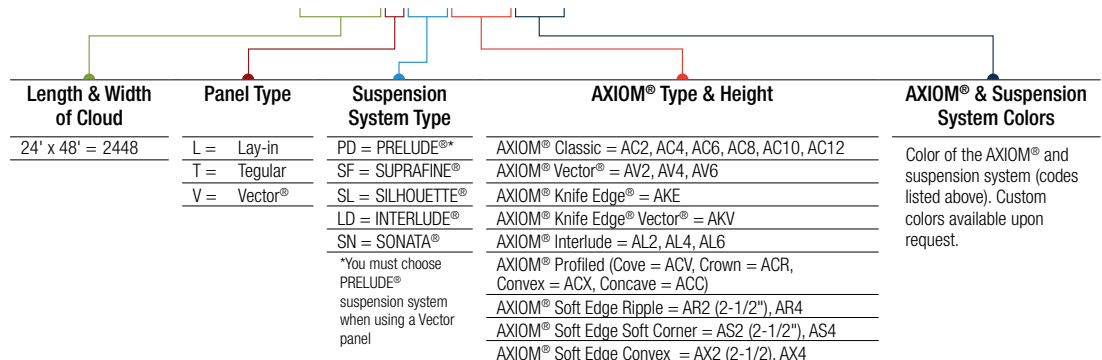 Length & Width
of Cloud
24' x 48' = 2448
Panel Type
L = Lay-in
T = Tegular
V = Vector®
Suspension
System Type
PD = PRELUDE®*
SF = SUPRAFINE®
SL = SILHOUETTE®
LD = INTERLUDE®
SN = SONATA®
*You must choose
PRELUDE®
suspension system
when using a Vector
panel
AXIOM® Type & Height
AXIOM® Classic = AC2, AC4, AC6, AC8, AC10, AC12
AXIOM® Vector® = AV2, AV4, AV6
AXIOM® Knife Edge® = AKE
AXIOM® Knife Edge® Vector® = AKV
AXIOM® Interlude = AL2, AL4, AL6
AXIOM® Profiled (Cove = ACV, Crown = ACR,
Convex = ACX, Concave = ACC)
AXIOM® Soft Edge Ripple = AR2 (2-1/2"), AR4
AXIOM® Soft Edge Soft Corner = AS2 (2-1/2"), AS4
AXIOM® Soft Edge Convex = AX2 (2-1/2), AX4
AXIOM® & Suspension
System Colors
Color of the AXIOM® and
suspension system (codes
listed above). Custom
colors available upon
request.